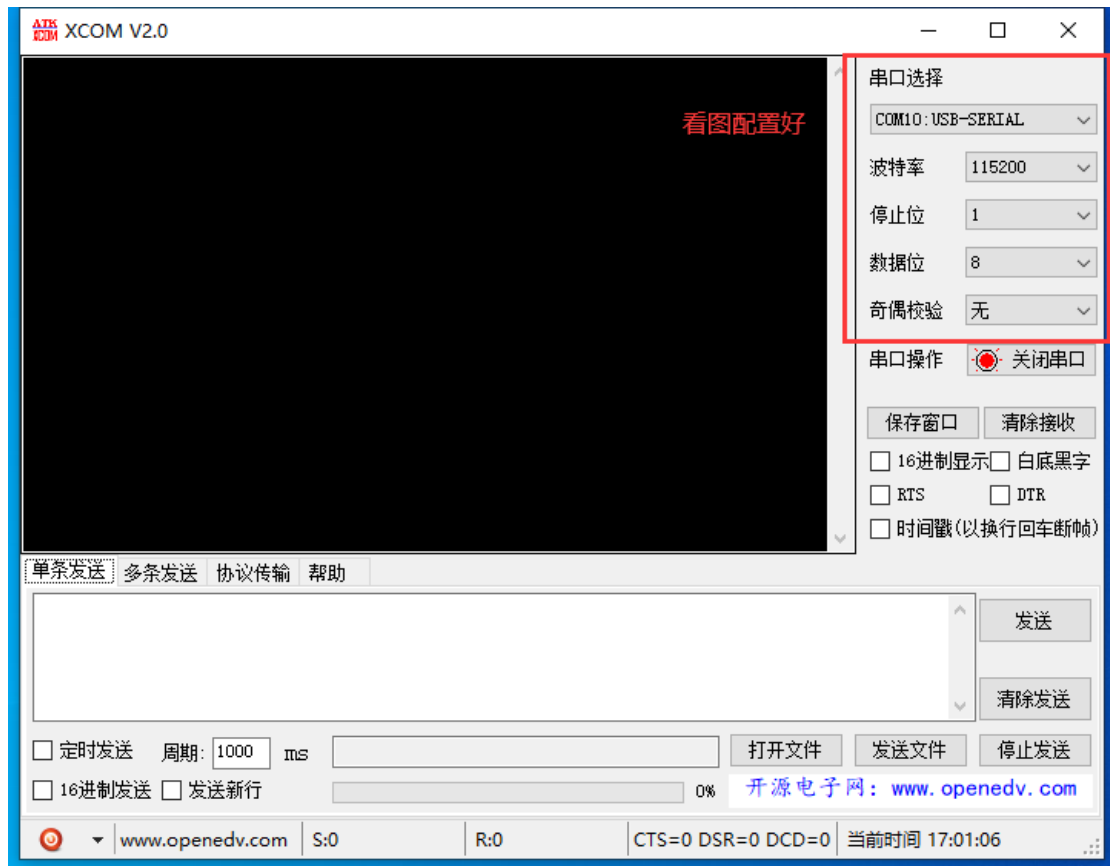 ATK XCOM XCOM V2.0
串口选择
看图配置好
COM10:USB-SERIAL
波特率 115200
停止位 1
数据位 8
奇偶校验 无
串口操作 关闭串口
保存窗口 清除接收
16进制显示 白底黑字
RTS DTR
时间戳(以换行回车断帧)
单条发送 多条发送 协议传输 帮助
发送
清除发送
定时发送 周期: 1000 ms 打开文件 发送文件 停止发送
16进制发送 发送新行 0% 开源电子网: www.openedv.com
www.openedv.com S:0 R:0 CTS=0 DSR=0 DCD=0 当前时间 17:01:06